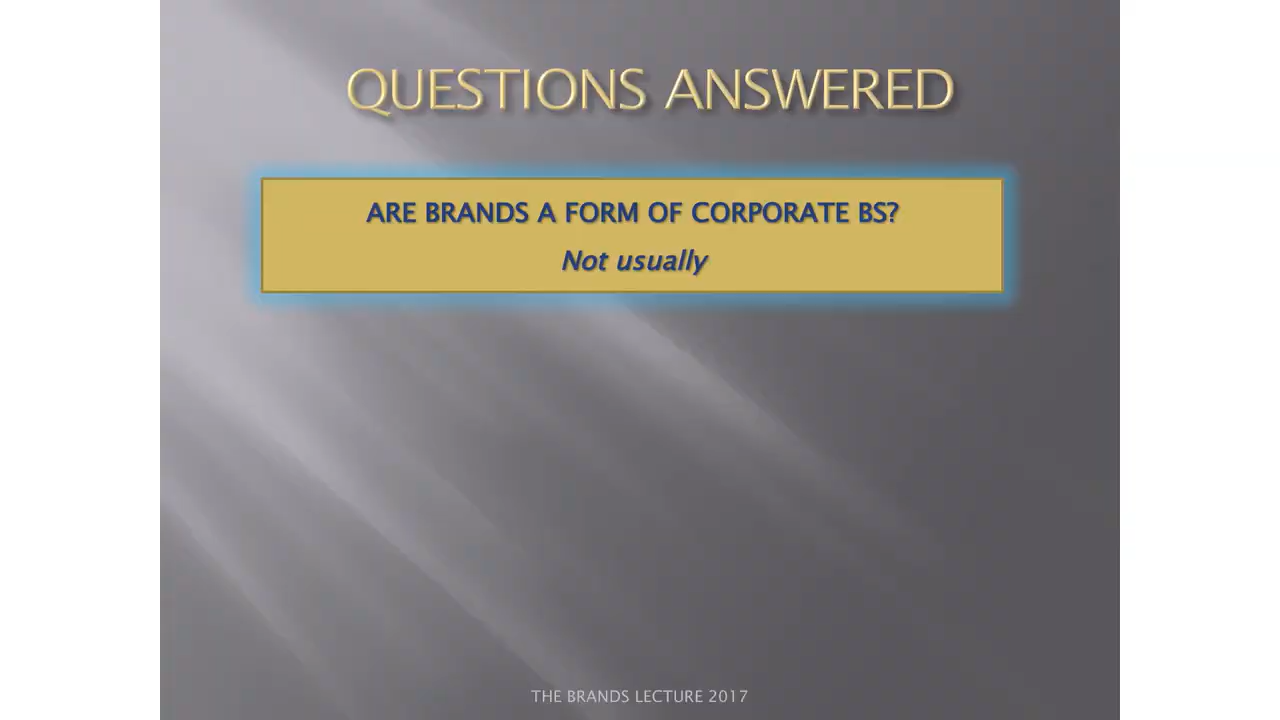 QUESTIONS ANSWERED
ARE BRANDS A FORM OF CORPORATE BS?
Not usually
THE BRANDS LECTURE 2017